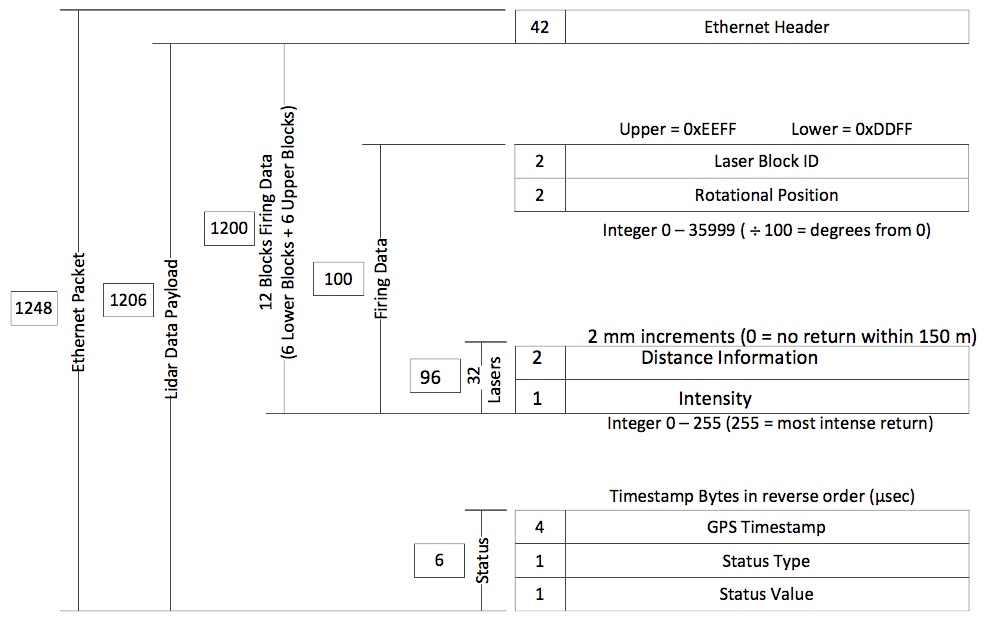 42 Ethernet Header
Upper = 0xEEFF Lower = 0xDDFF
2 Laser Block ID
2 Rotational Position
Integer 0 – 35999 ( ÷ 100 = degrees from 0)
1248
Ethernet Packet
1206
Lidar Data Payload
1200
12 Blocks Firing Data
(6 Lower Blocks + 6 Upper Blocks)
100
Firing Data
2 mm increments (0 = no return within 150 m)
96
32
Lasers
2 Distance Information
1 Intensity
Integer 0 – 255 (255 = most intense return)
Timestamp Bytes in reverse order (µsec)
6
Status
4 GPS Timestamp
1 Status Type
1 Status Value